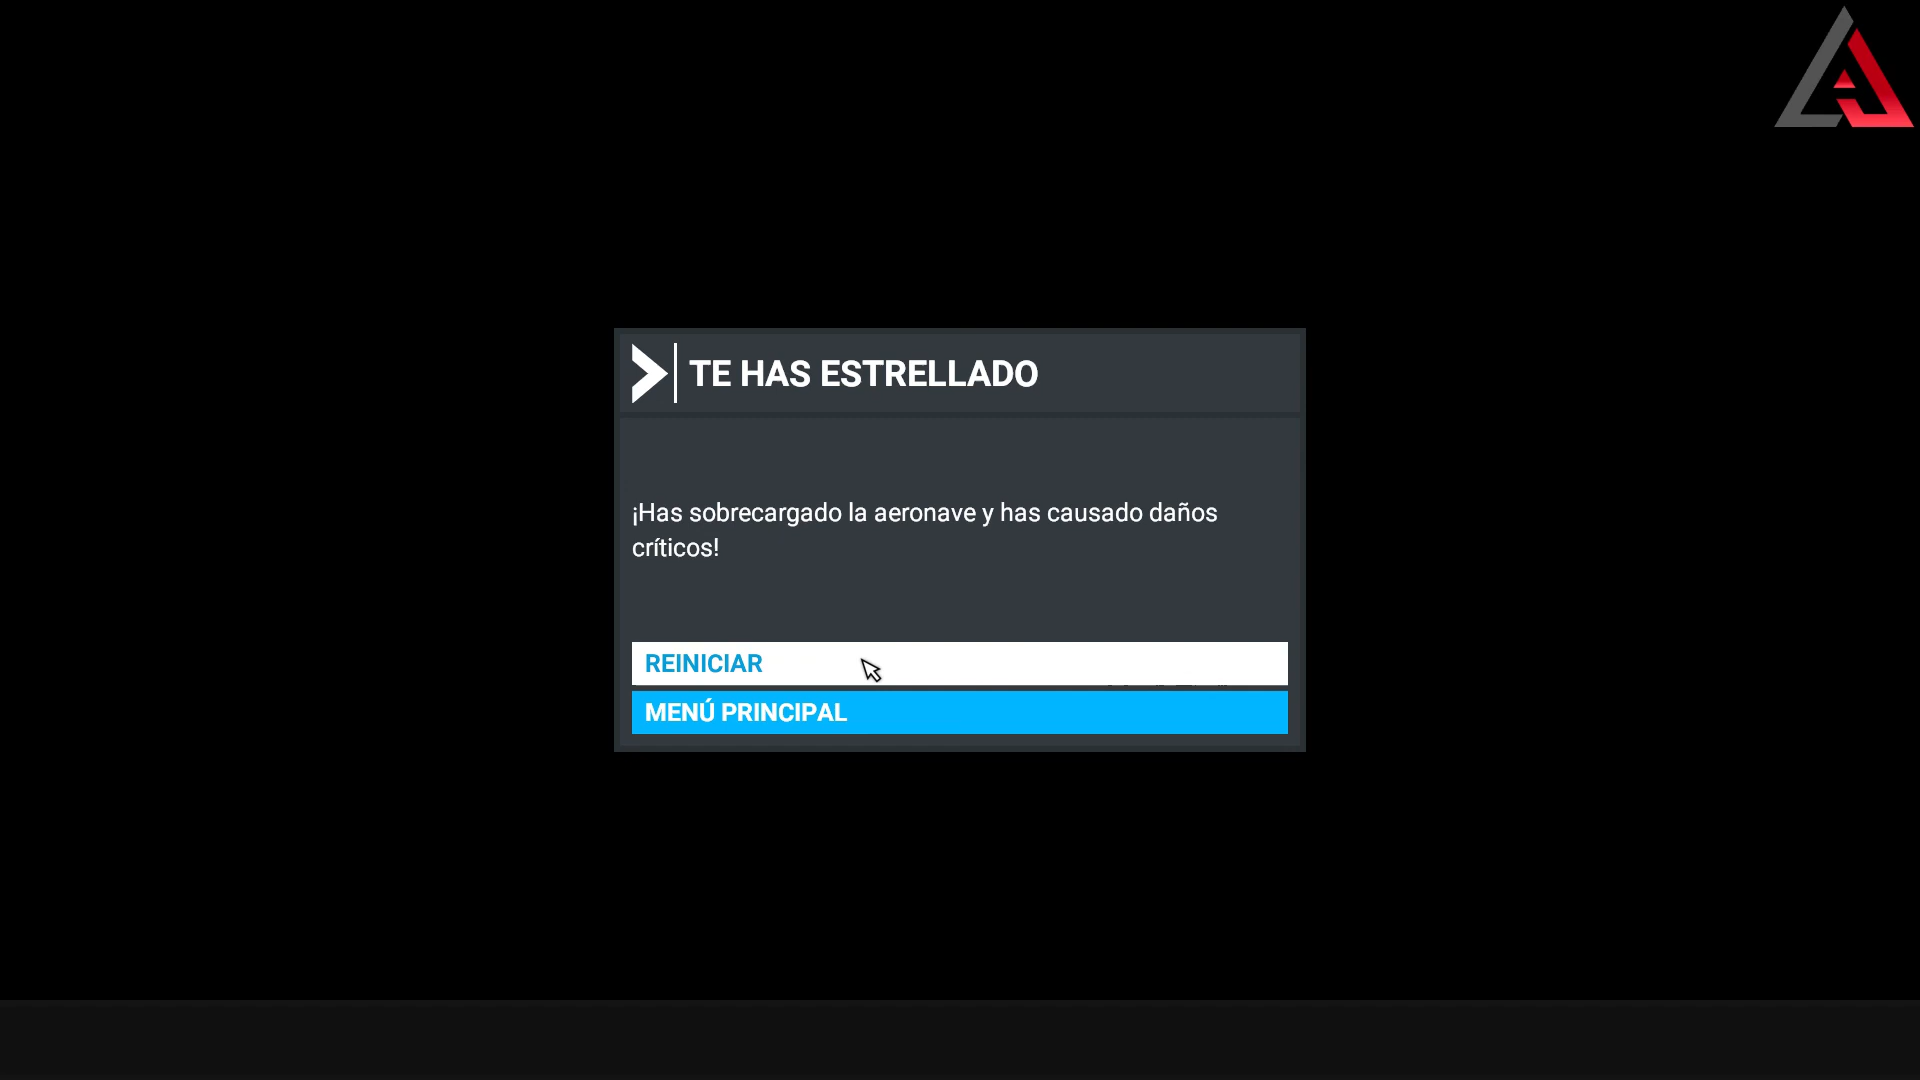 TE HAS ESTRELLADO
¡Has sobrecargado la aeronave y has causado daños
críticos!
REINICIAR
MENÚ PRINCIPAL